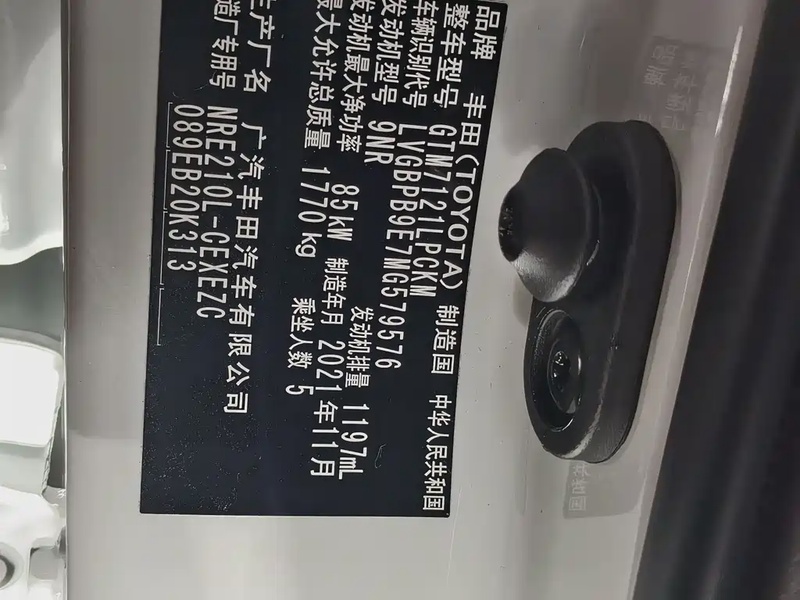 品牌 丰田(TOYOTA) 制造国 中华人民共和国
整车型号 GTM7121LPCKM
车辆识别代号 LVGBPB9E7MG579576
发动机型号 9NR 发动机排量 1197mL
发动机最大净功率 85kW 制造年月 2021年11月
最大允许总质量 1770kg 乘坐人数 5
生产厂名 广汽丰田汽车有限公司
造厂专用号 NRE210L-CEXEZC
089EB20K313
共和国